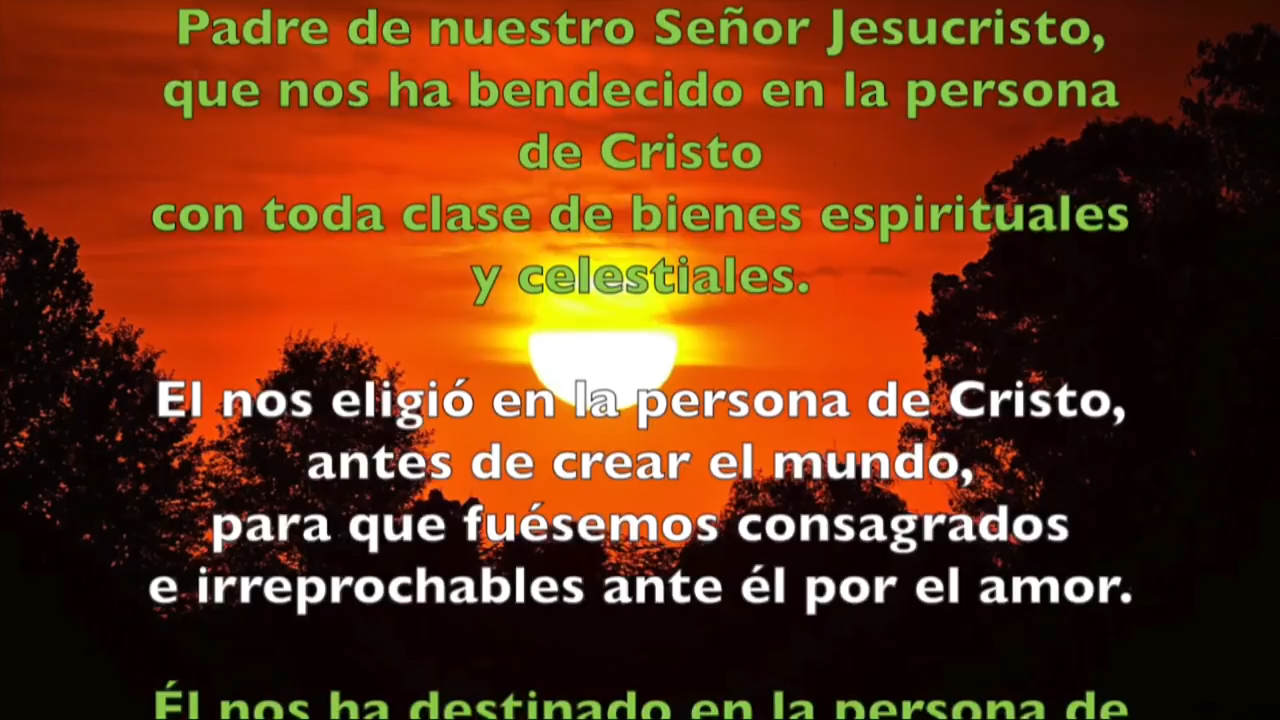 Padre de nuestro Señor Jesucristo,
que nos ha bendecido en la persona
de Cristo
con toda clase de bienes espirituales
y celestiales.
El nos eligió en la persona de Cristo,
antes de crear el mundo,
para que fuésemos consagrados
e irreprochables ante él por el amor.
Él nos ha destinado en la persona de